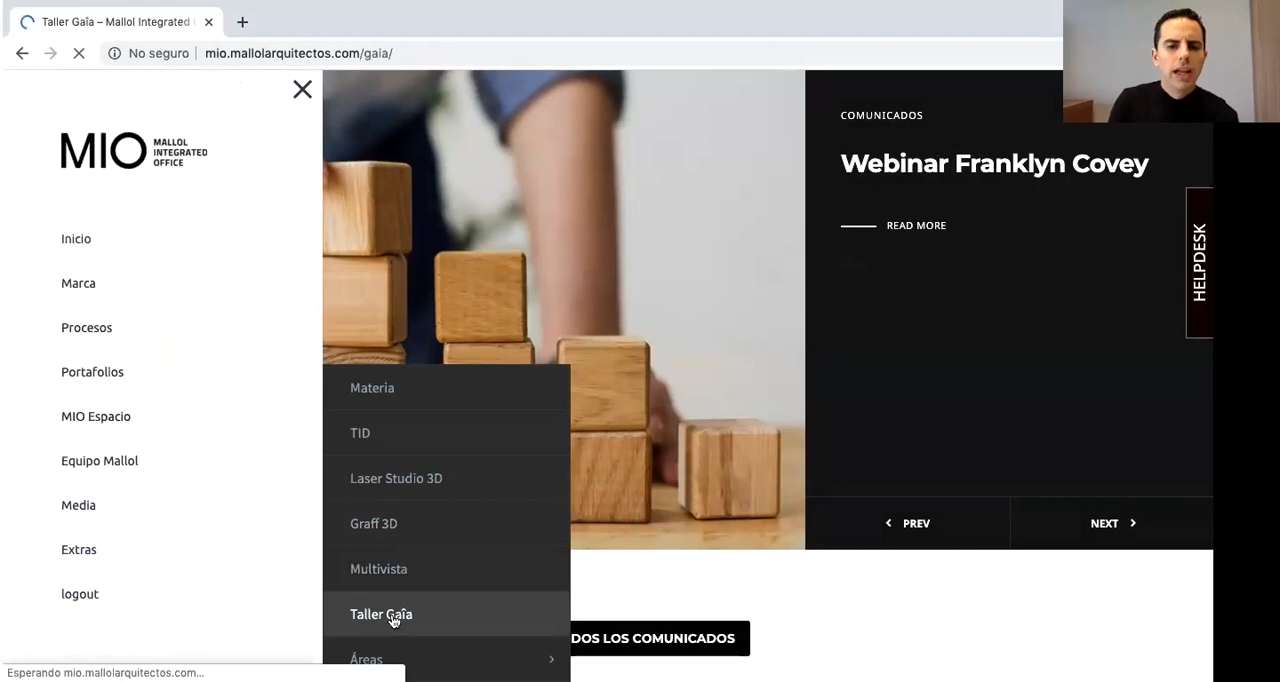 Taller Gaîa – Mallol Integrated
No seguro
mio.mallolarquitectos.com/gaia/
MIO
MALLOL
INTEGRATED
OFFICE
Inicio
Marca
Procesos
Portafolios
MIO Espacio
Equipo Mallol
Media
Extras
logout
Materia
TID
Laser Studio 3D
Graff 3D
Multivista
Taller Gaîa
Áreas
COMUNICADOS
Webinar Franklyn Covey
READ MORE
HELPDESK
PREV
NEXT
DOS LOS COMUNICADOS
Esperando mio.mallolarquitectos.com...